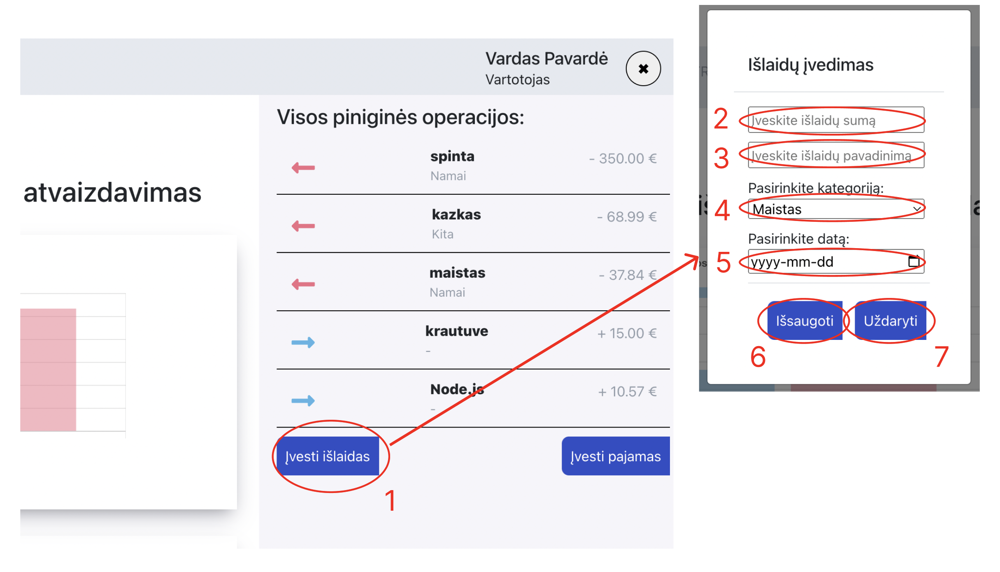 Vardas Pavardė
Vartotojas
✖
Visos piniginės operacijos:
atvaizdavimas
spinta
- 350.00 €
Namai
kazkas
- 68.99 €
Kita
maistas
- 37.84 €
Namai
krautuve
+ 15.00 €
-
Node.js
+ 10.57 €
-
Įvesti išlaidas
Įvesti pajamas
1
Išlaidų įvedimas
2
Įveskite išlaidų sumą
3
Įveskite išlaidų pavadinimą
Pasirinkite kategoriją:
4
Maistas
Pasirinkite datą:
5
yyyy-mm-dd
Išsaugoti
Uždaryti
6
7